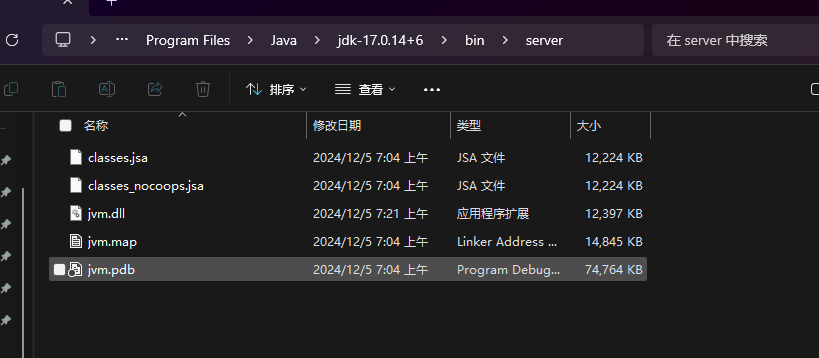 … Program Files Java jdk-17.0.14+6 bin server 在 server 中搜索
排序 查看 •••
名称 修改日期 类型 大小
classes.jsa 2024/12/5 7:04 上午 JSA 文件 12,224 KB
classes_nocoops.jsa 2024/12/5 7:04 上午 JSA 文件 12,224 KB
jvm.dll 2024/12/5 7:21 上午 应用程序扩展 12,397 KB
jvm.map 2024/12/5 7:04 上午 Linker Address ... 14,845 KB
jvm.pdb 2024/12/5 7:04 上午 Program Debug... 74,764 KB